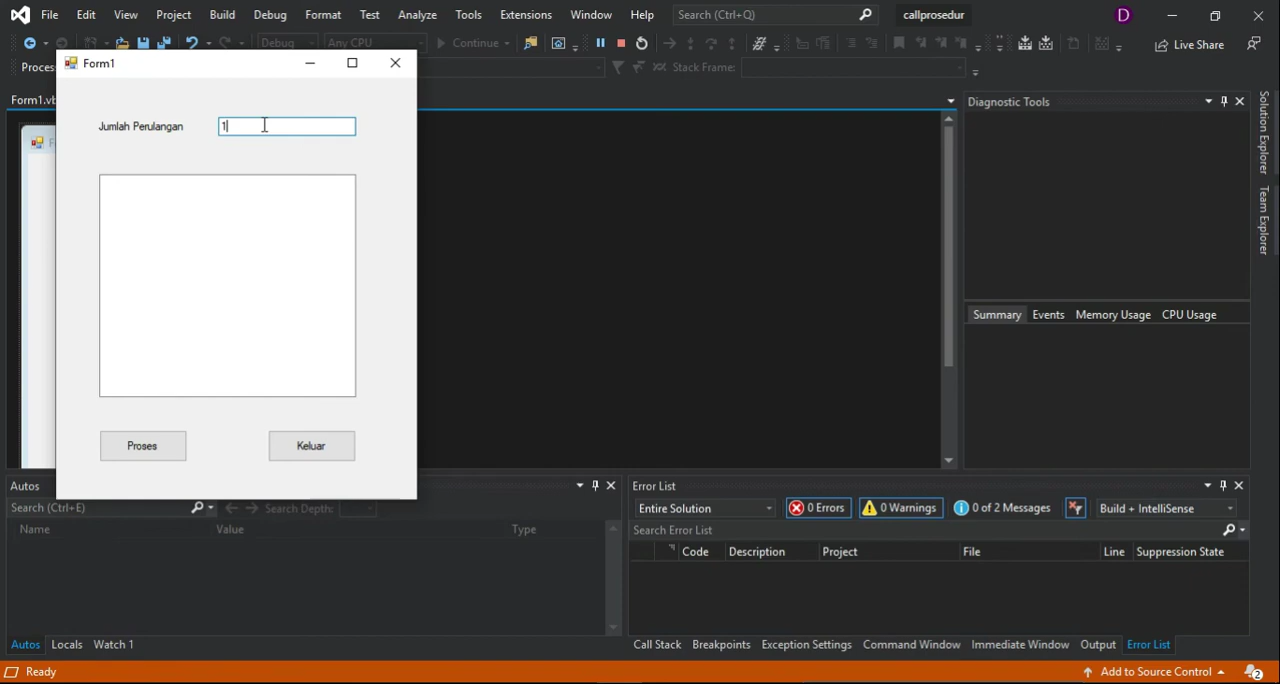 File Edit View Project Build Debug Format Test Analyze Tools Extensions Window Help Search (Ctrl+Q) callprosedur D
Debug Any CPU Continue Live Share
Proces Stack Frame:
Form1
Form1.vb
Jumlah Perulangan 1
Proses Keluar
Diagnostic Tools
Summary Events Memory Usage CPU Usage
Solution Explorer
Team Explorer
Autos
Search (Ctrl+E) Search Depth:
Name Value Type
Autos Locals Watch 1
Error List
Entire Solution 0 Errors 0 Warnings 0 of 2 Messages Build + IntelliSense
Search Error List
Code Description Project File Line Suppression State
Call Stack Breakpoints Exception Settings Command Window Immediate Window Output Error List
Ready Add to Source Control 2